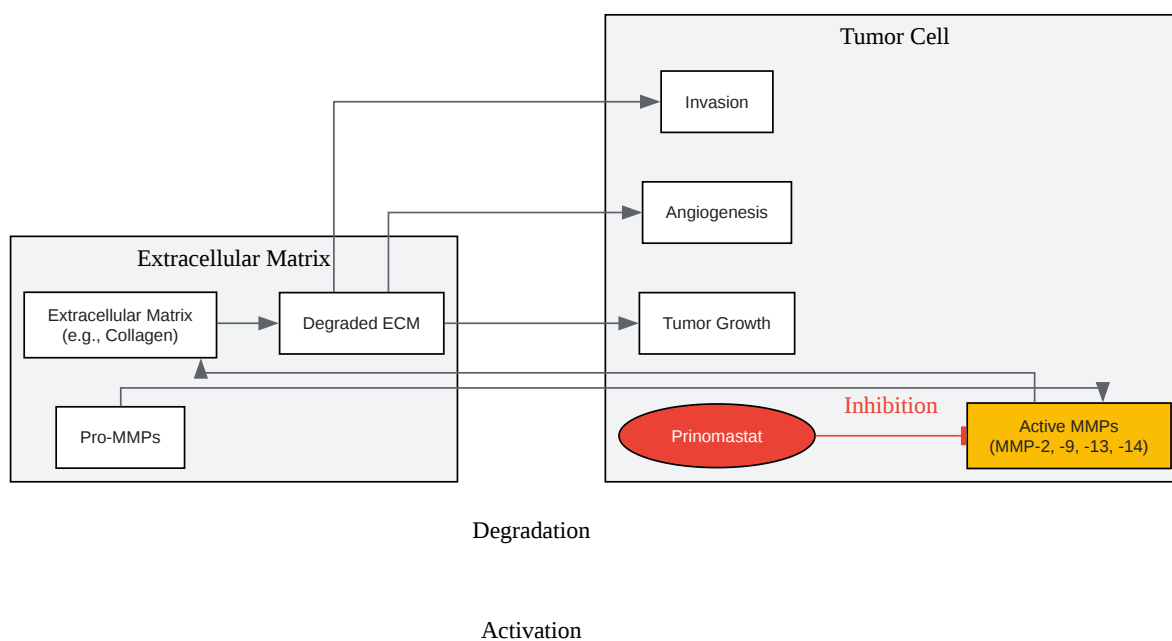 Tumor Cell
Invasion
Angiogenesis
Extracellular Matrix
Extracellular Matrix
(e.g., Collagen)
Degraded ECM
Tumor Growth
Pro-MMPs
Prinomastat
Inhibition
Active MMPs
(MMP-2, -9, -13, -14)
Degradation
Activation